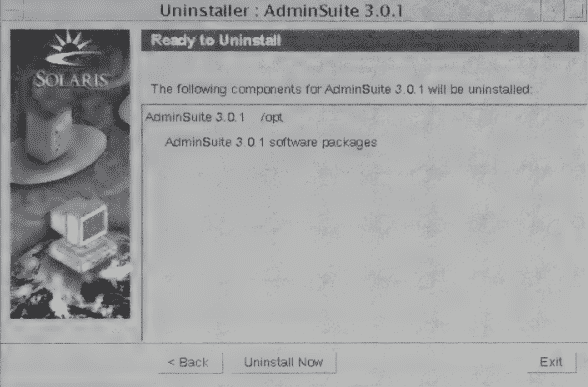 Uninstaller : AdminSuite 3.0.1
SOLARIS
Ready to Uninstall
The following components for AdminSuite 3.0.1 will be uninstalled:
AdminSuite 3.0.1 /opt
AdminSuite 3.0.1 software packages
< Back
Uninstall Now
Exit